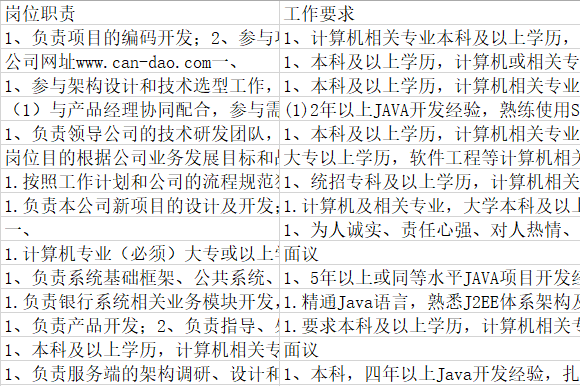 岗位职责 工作要求
1、负责项目的编码开发；2、参与 1、计算机相关专业本科及以上学历，
公司网址www.can-dao.com一、 1、本科及以上学历，计算机或相关专
1、参与架构设计和技术选型工作， 1、本科及以上学历，计算机相关专业
（1）与产品经理协同配合，参与需 (1)2年以上JAVA开发经验，熟练使用S
1、负责领导公司的技术研发团队， 1、本科及以上学历，计算机相关专业
岗位目的根据公司业务发展目标和 大专以上学历，软件工程等计算机相关
1.按照工作计划和公司的流程规范 1、统招专科及以上学历，计算机相关
1.负责本公司新项目的设计及开发； 1.计算机及相关专业，大学本科及以上
一、 1、为人诚实、责任心强、对人热情、
1.计算机专业（必须）大专或以上学 面议
1、负责系统基础框架、公共系统、 1、5年以上或同等水平JAVA项目开发经
1.负责银行系统相关业务模块开发， 1.精通Java语言，熟悉J2EE体系架构及
1、负责产品开发；2、负责指导、 1.要求本科及以上学历，计算机相关专
1、本科及以上学历，计算机相关专 面议
1、负责服务端的架构调研、设计和 1、本科，四年以上Java开发经验，扎